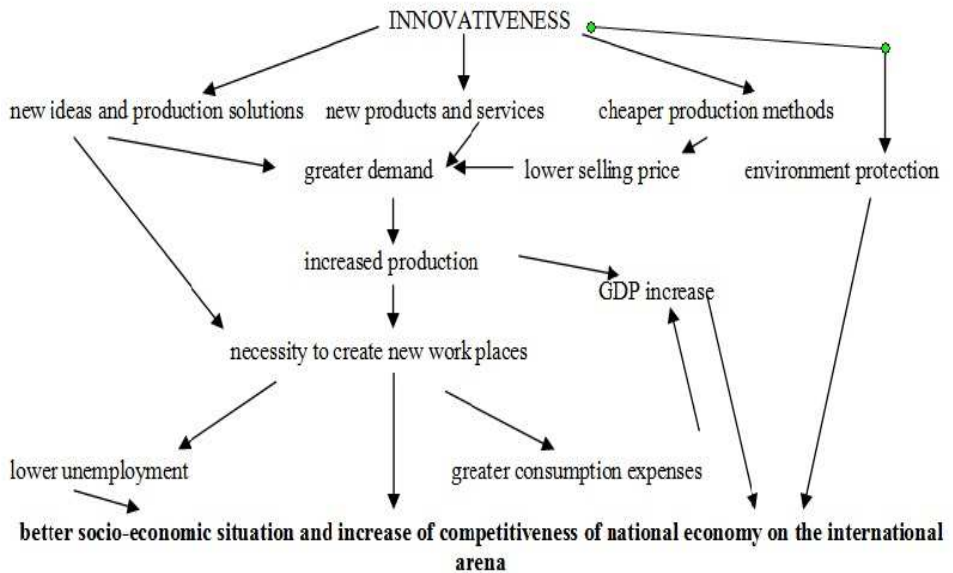 INNOVATIVENESS
new ideas and production solutions
new products and services
cheaper production methods
greater demand
lower selling price
environment protection
increased production
GDP increase
necessity to create new work places
lower unemployment
greater consumption expenses
better socio-economic situation and increase of competitiveness of national economy on the international
arena